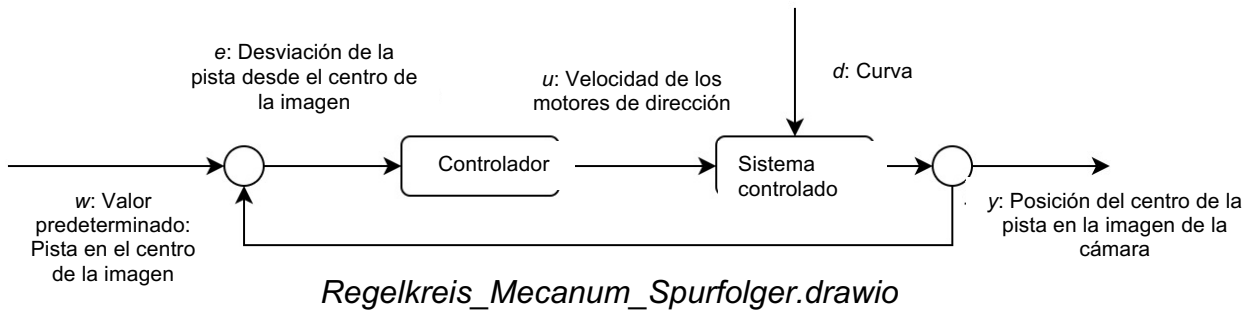 e: Desviación de la
pista desde el centro de
la imagen
u: Velocidad de los
motores de dirección
d: Curva
Controlador
Sistema
controlado
w: Valor
predeterminado:
Pista en el centro
de la imagen
y: Posición del centro de la
pista en la imagen de la
cámara
Regelkreis_Mecanum_Spurfolger.drawio